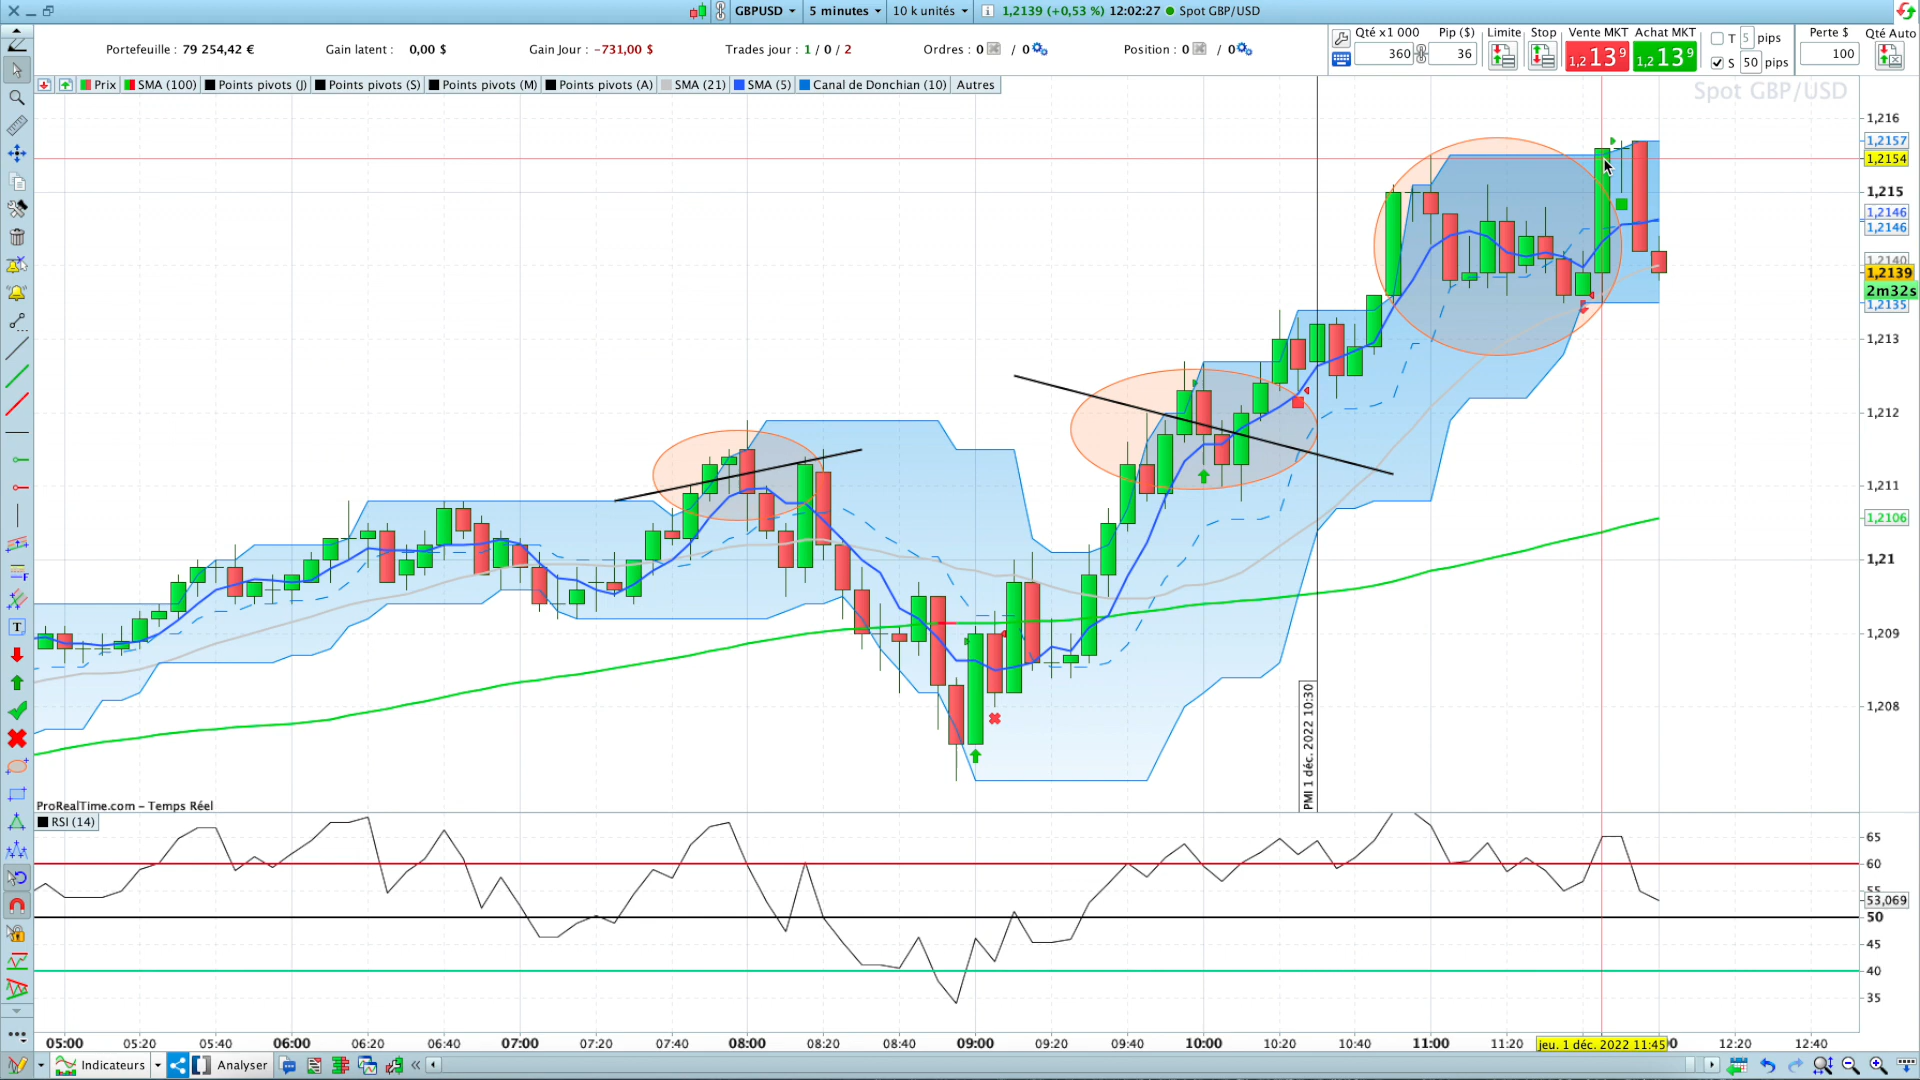 GBPUSD 5 minutes 10 k unités 1,2139 (+0,53 %) 12:02:27 Spot GBP/USD
Portefeuille : 79 254,42 € Gain latent : 0,00 $ Gain Jour : −731,00 $ Trades jour : 1 / 0 / 2 Ordres : 0 / 0 Position : 0 / 0
Qté x1 000 Pip ($) Limite Stop Vente MKT Achat MKT T 5 pips Perte $ Qté Auto
360 36 1,2 13 9 1,2 13 9 S 50 pips 100
Prix SMA (100) Points pivots (J) Points pivots (S) Points pivots (M) Points pivots (A) SMA (21) SMA (5) Canal de Donchian (10) Autres
Spot GBP/USD
1,216
1,2157
1,2154
1,215
1,2146
1,2146
1,2140
1,2139
2m32s
1,2135
1,213
1,212
1,211
1,2106
1,21
1,209
1,208
PMI 1 déc. 2022 10:30
ProRealTime.com - Temps Réel
RSI (14)
65
60
55
53,069
50
45
40
35
05:00 05:20 05:40 06:00 06:20 06:40 07:00 07:20 07:40 08:00 08:20 08:40 09:00 09:20 09:40 10:00 10:20 10:40 11:00 11:20 jeu. 1 déc. 2022 11:45 12:20 12:40
Indicateurs Analyser